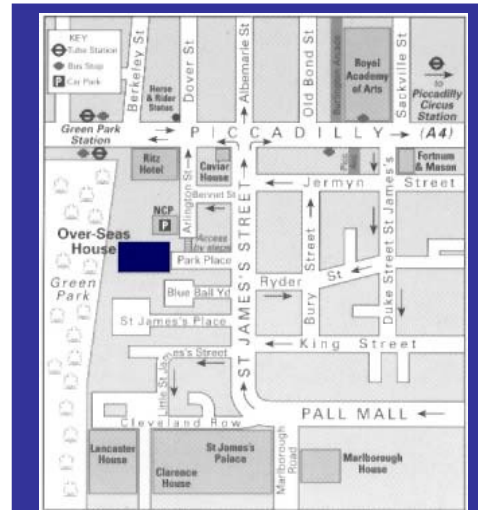 KEY
Tube Station
Bus Stop
P Car Park
Berkeley St
Dover St
Albemarle St
Old Bond St
Burlington Arcade
Royal
Academy
of Arts
Sackville St
to
Piccadilly
Circus
Station
Horse
& Rider
Status
Green Park
Station
PICCADILLY (A4)
Ritz
Hotel
Arlington St
Caviar
House
Bennet St
Jermyn Street
Fortnum
& Mason
NCP
P
Access
by steps
Over-Seas
House
Park Place
Green
Park
Blue Ball Yd
St James's Place
ST JAMES'S STREET
Ryder St
Bury Street
Duke Street St James's
King Street
Little St James's Street
Cleveland Row
PALL MALL
Lancaster
House
Clarence
House
St James's
Palace
Marlborough
Road
Marlborough
House